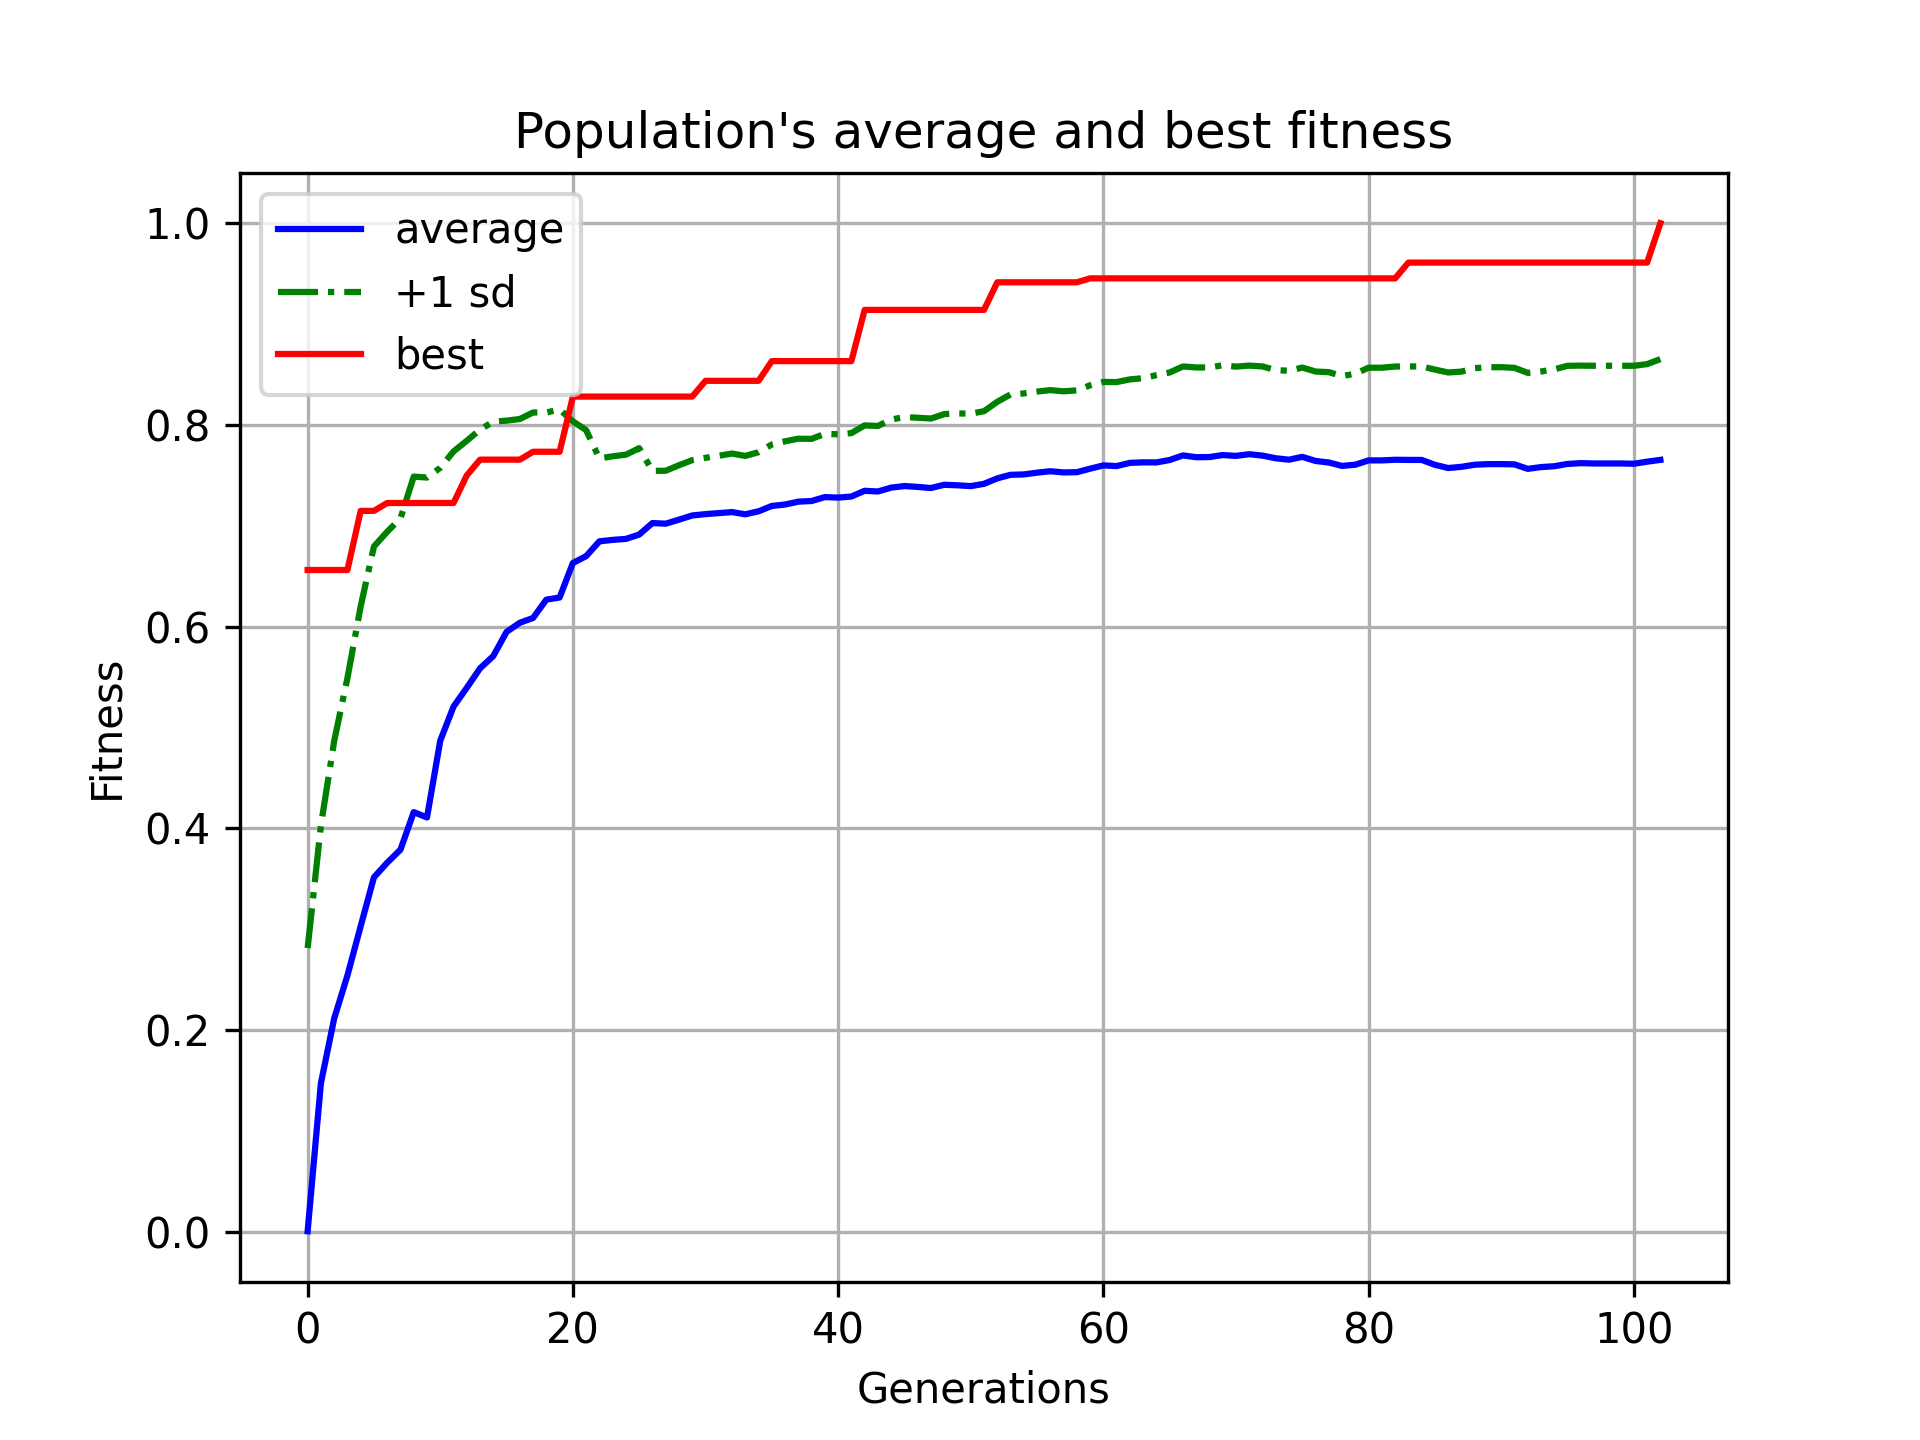 Population's average and best fitness
average
+1 sd
best
1.0
0.8
0.6
0.4
0.2
0.0
Fitness
0 20 40 60 80 100
Generations